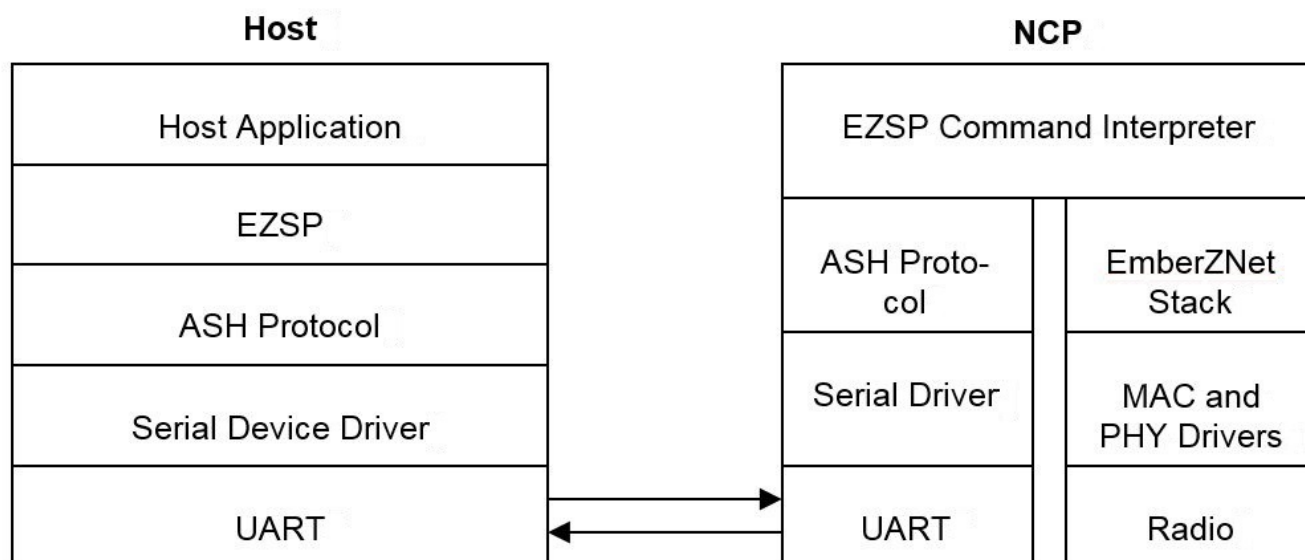 Host
Host Application
EZSP
ASH Protocol
Serial Device Driver
UART
NCP
EZSP Command Interpreter
ASH Proto-
col
Serial Driver
UART
EmberZNet
Stack
MAC and
PHY Drivers
Radio